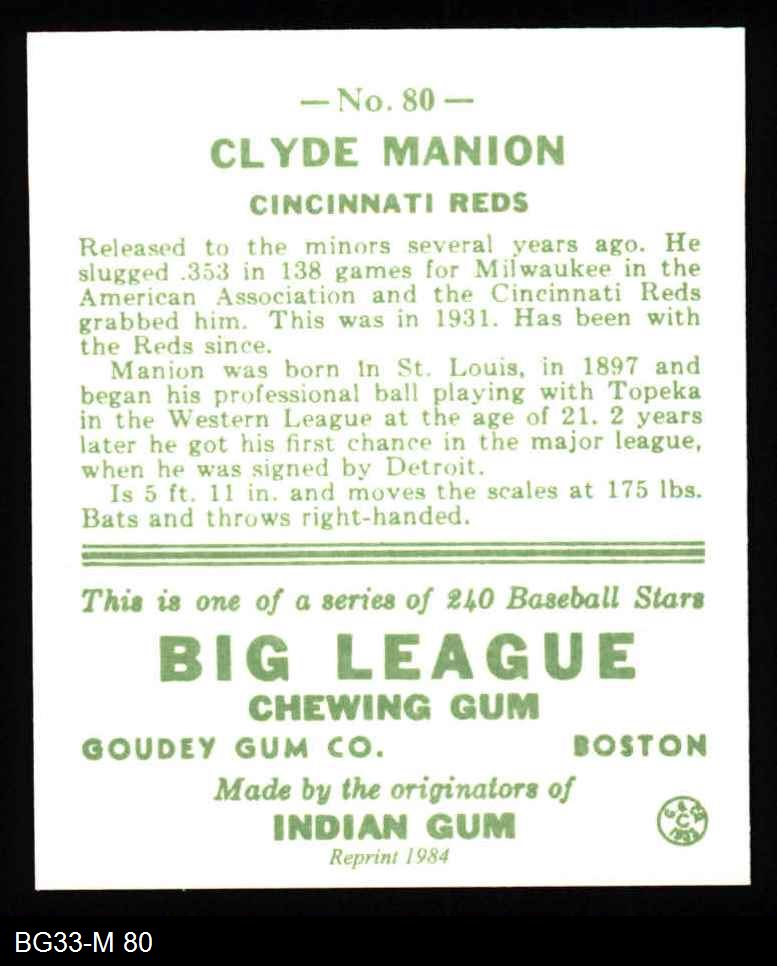 — No. 80 —
CLYDE MANION
CINCINNATI REDS
Released to the minors several years ago. He
slugged .353 in 138 games for Milwaukee in the
American Association and the Cincinnati Reds
grabbed him. This was in 1931. Has been with
the Reds since.
Manion was born in St. Louis, in 1897 and
began his professional ball playing with Topeka
in the Western League at the age of 21. 2 years
later he got his first chance in the major league,
when he was signed by Detroit.
Is 5 ft. 11 in. and moves the scales at 175 lbs.
Bats and throws right-handed.
This is one of a series of 240 Baseball Stars
BIG LEAGUE
CHEWING GUM
GOUDEY GUM CO. BOSTON
Made by the originators of
INDIAN GUM
Reprint 1984
BG33-M 80